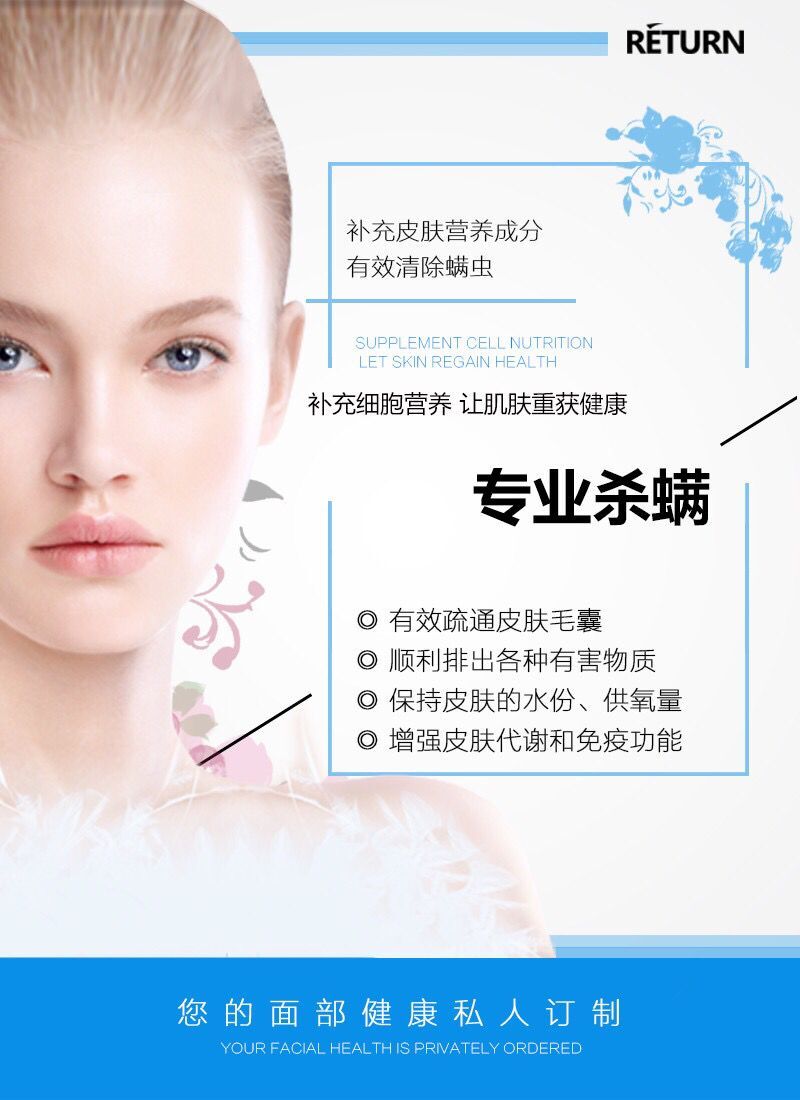 RÉTURN
补充皮肤营养成分
有效清除螨虫
SUPPLEMENT CELL NUTRITION
LET SKIN REGAIN HEALTH
补充细胞营养 让肌肤重获健康
专业杀螨
◎ 有效疏通皮肤毛囊
◎ 顺利排出各种有害物质
◎ 保持皮肤的水份、供氧量
◎ 增强皮肤代谢和免疫功能
您的面部健康私人订制
YOUR FACIAL HEALTH IS PRIVATELY ORDERED